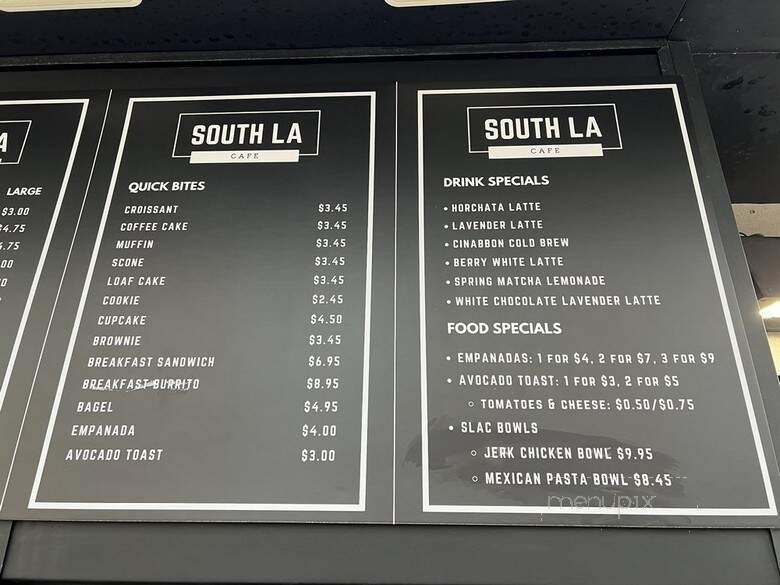 A
LARGE
$3.00
$4.75
.75
.00
SOUTH LA
CAFE
QUICK BITES
CROISSANT $3.45
COFFEE CAKE $3.45
MUFFIN $3.45
SCONE $3.45
LOAF CAKE $3.45
COOKIE $2.45
CUPCAKE $4.50
BROWNIE $3.45
BREAKFAST SANDWICH $6.95
BREAKFAST BURRITO $8.95
BAGEL $4.95
EMPANADA $4.00
AVOCADO TOAST $3.00
SOUTH LA
CAFE
DRINK SPECIALS
• HORCHATA LATTE
• LAVENDER LATTE
• CINABBON COLD BREW
• BERRY WHITE LATTE
• SPRING MATCHA LEMONADE
• WHITE CHOCOLATE LAVENDER LATTE
FOOD SPECIALS
• EMPANADAS: 1 FOR $4, 2 FOR $7, 3 FOR $9
• AVOCADO TOAST: 1 FOR $3, 2 FOR $5
◦ TOMATOES & CHEESE: $0.50/$0.75
• SLAC BOWLS
◦ JERK CHICKEN BOWL $9.95
◦ MEXICAN PASTA BOWL $8.45
menupix